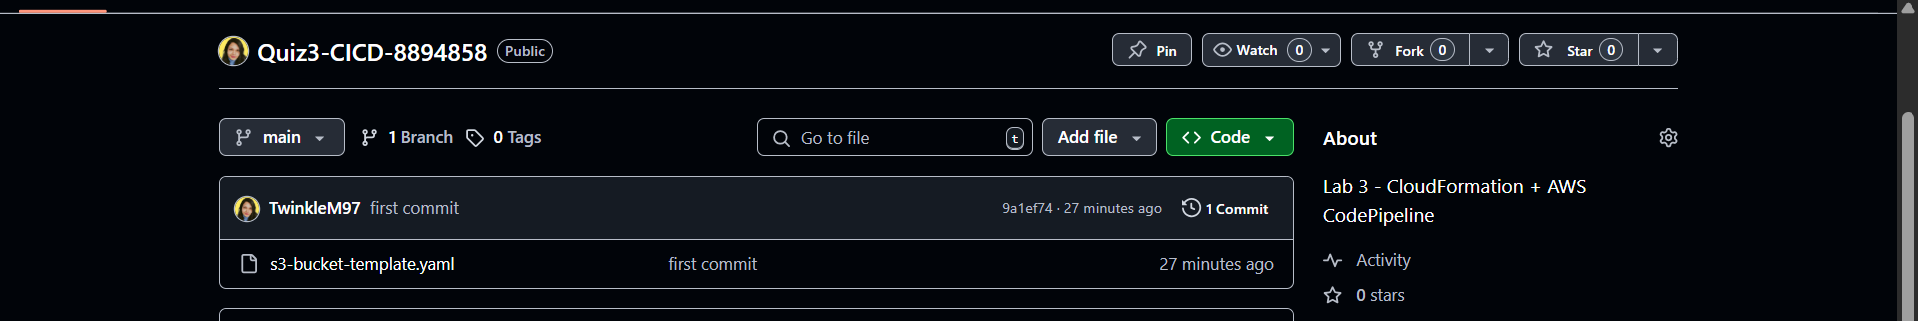 Quiz3-CICD-8894858 Public Pin Watch 0 Fork 0 Star 0
main 1 Branch 0 Tags Go to file t Add file Code
TwinkleM97 first commit 9a1ef74 · 27 minutes ago 1 Commit
s3-bucket-template.yaml first commit 27 minutes ago
About
Lab 3 - CloudFormation + AWS
CodePipeline
Activity
0 stars